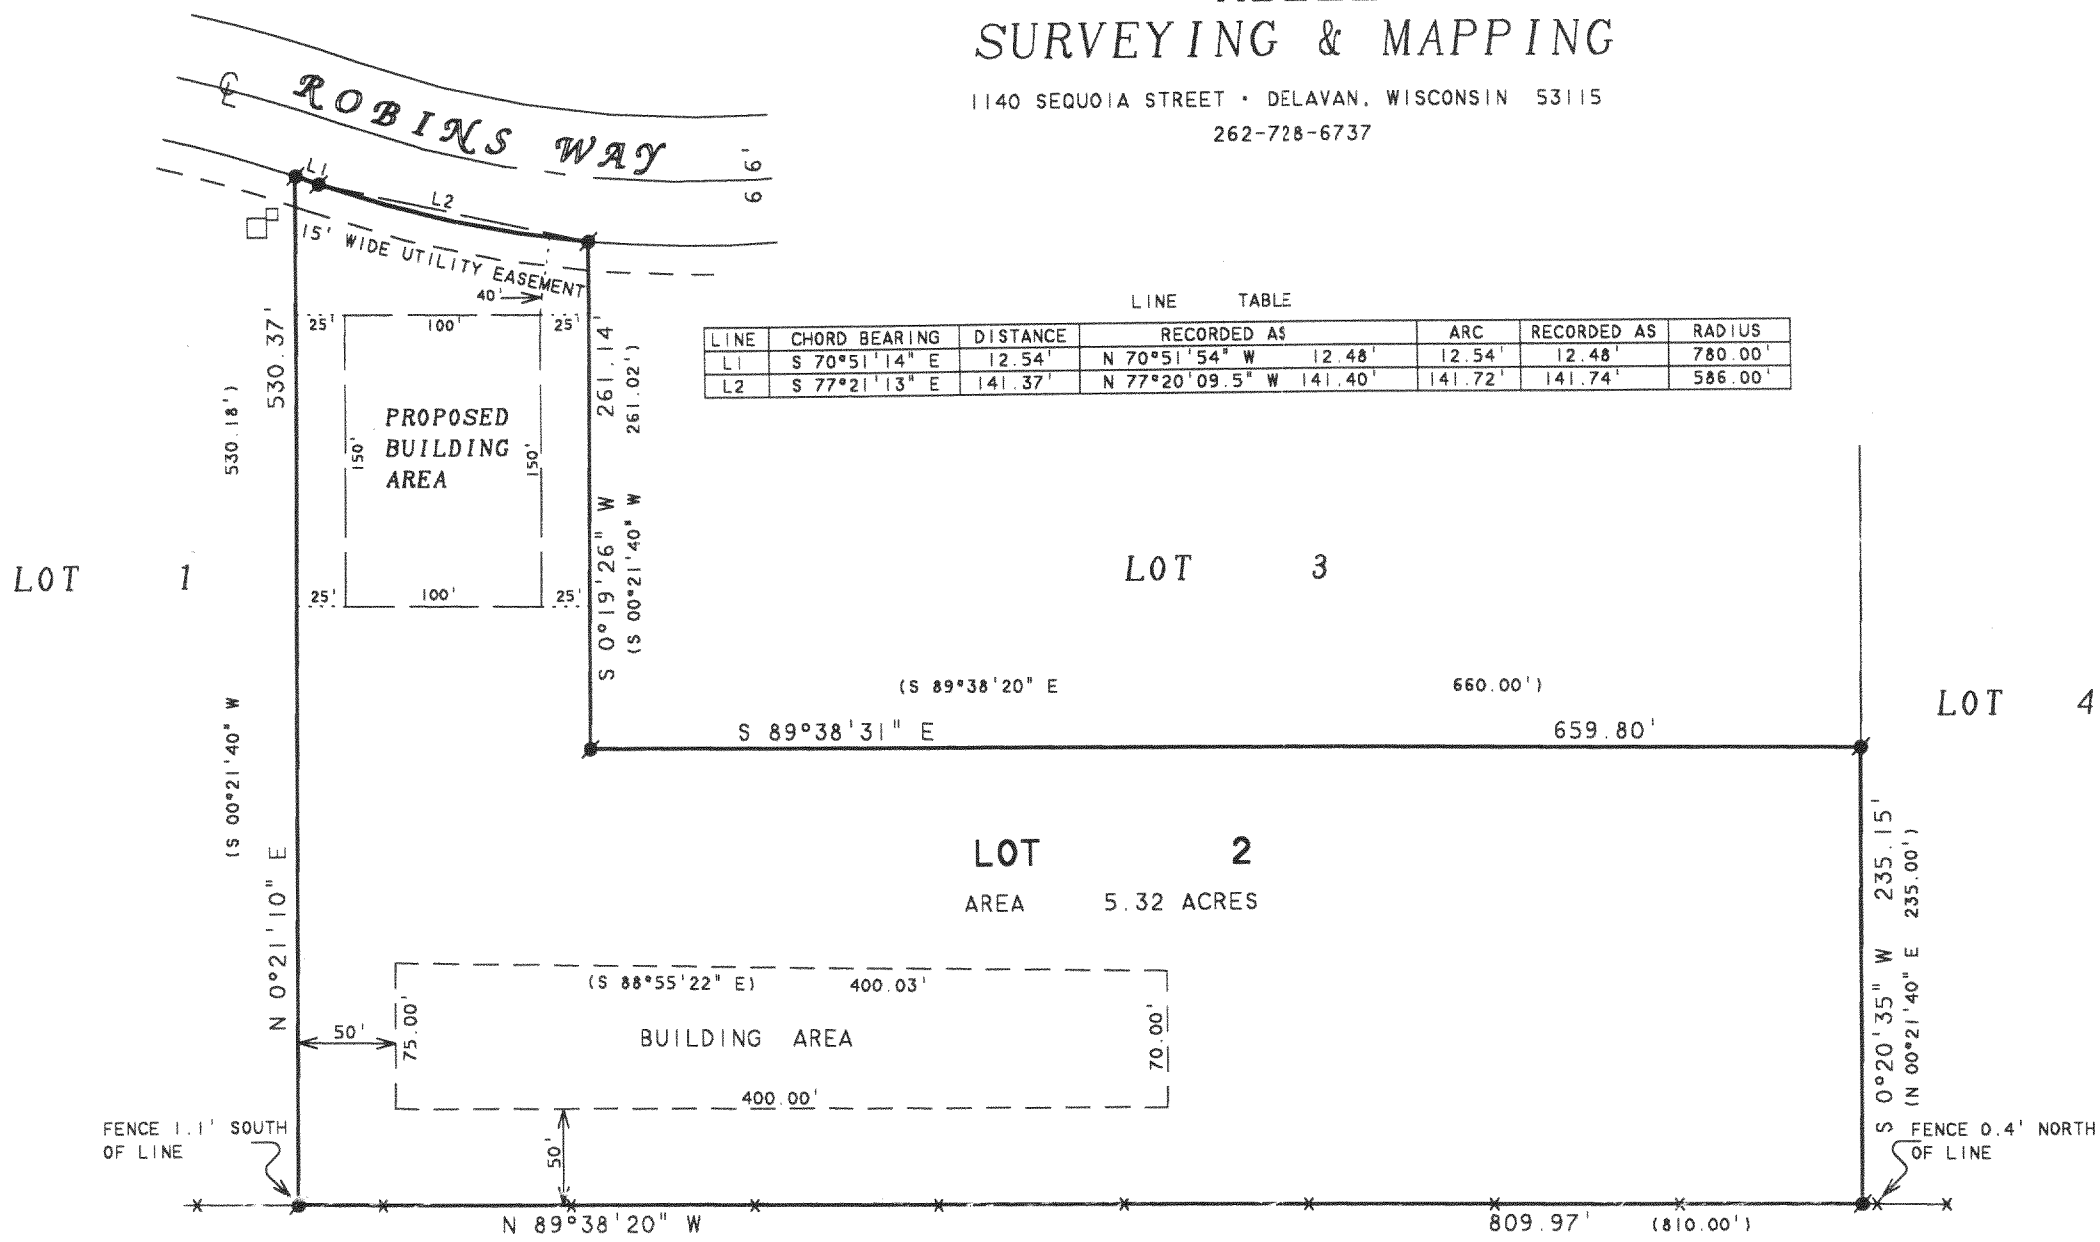 SURVEYING & MAPPING
1140 SEQUOIA STREET • DELAVAN, WISCONSIN 53115
262-728-6737
℄ ROBINS WAY
66'
L1
L2
15' WIDE UTILITY EASEMENT
40'
25' 100' 25'
PROPOSED
BUILDING
AREA
150'
150'
25' 100' 25'
530.37'
(530.18')
N 0°21'10" E
(S 00°21'40" W
261.14'
261.02')
S 0°19'26" W
(S 00°21'40" W
LINE TABLE
LINE CHORD BEARING DISTANCE RECORDED AS ARC RECORDED AS RADIUS
L1 S 70°51'14" E 12.54' N 70°51'54" W 12.48' 12.54' 12.48' 780.00'
L2 S 77°21'13" E 141.37' N 77°20'09.5" W 141.40' 141.72' 141.74' 586.00'
LOT 1
LOT 3
LOT 4
(S 89°38'20" E 660.00')
S 89°38'31" E 659.80'
LOT 2
AREA 5.32 ACRES
S 0°20'35" W 235.15'
(N 00°21'40" E 235.00')
(S 88°55'22" E) 400.03'
75.00'
BUILDING AREA
70.00'
400.00'
50'
50'
FENCE 1.1' SOUTH
OF LINE
FENCE 0.4' NORTH
OF LINE
N 89°38'20" W 809.97' (810.00')